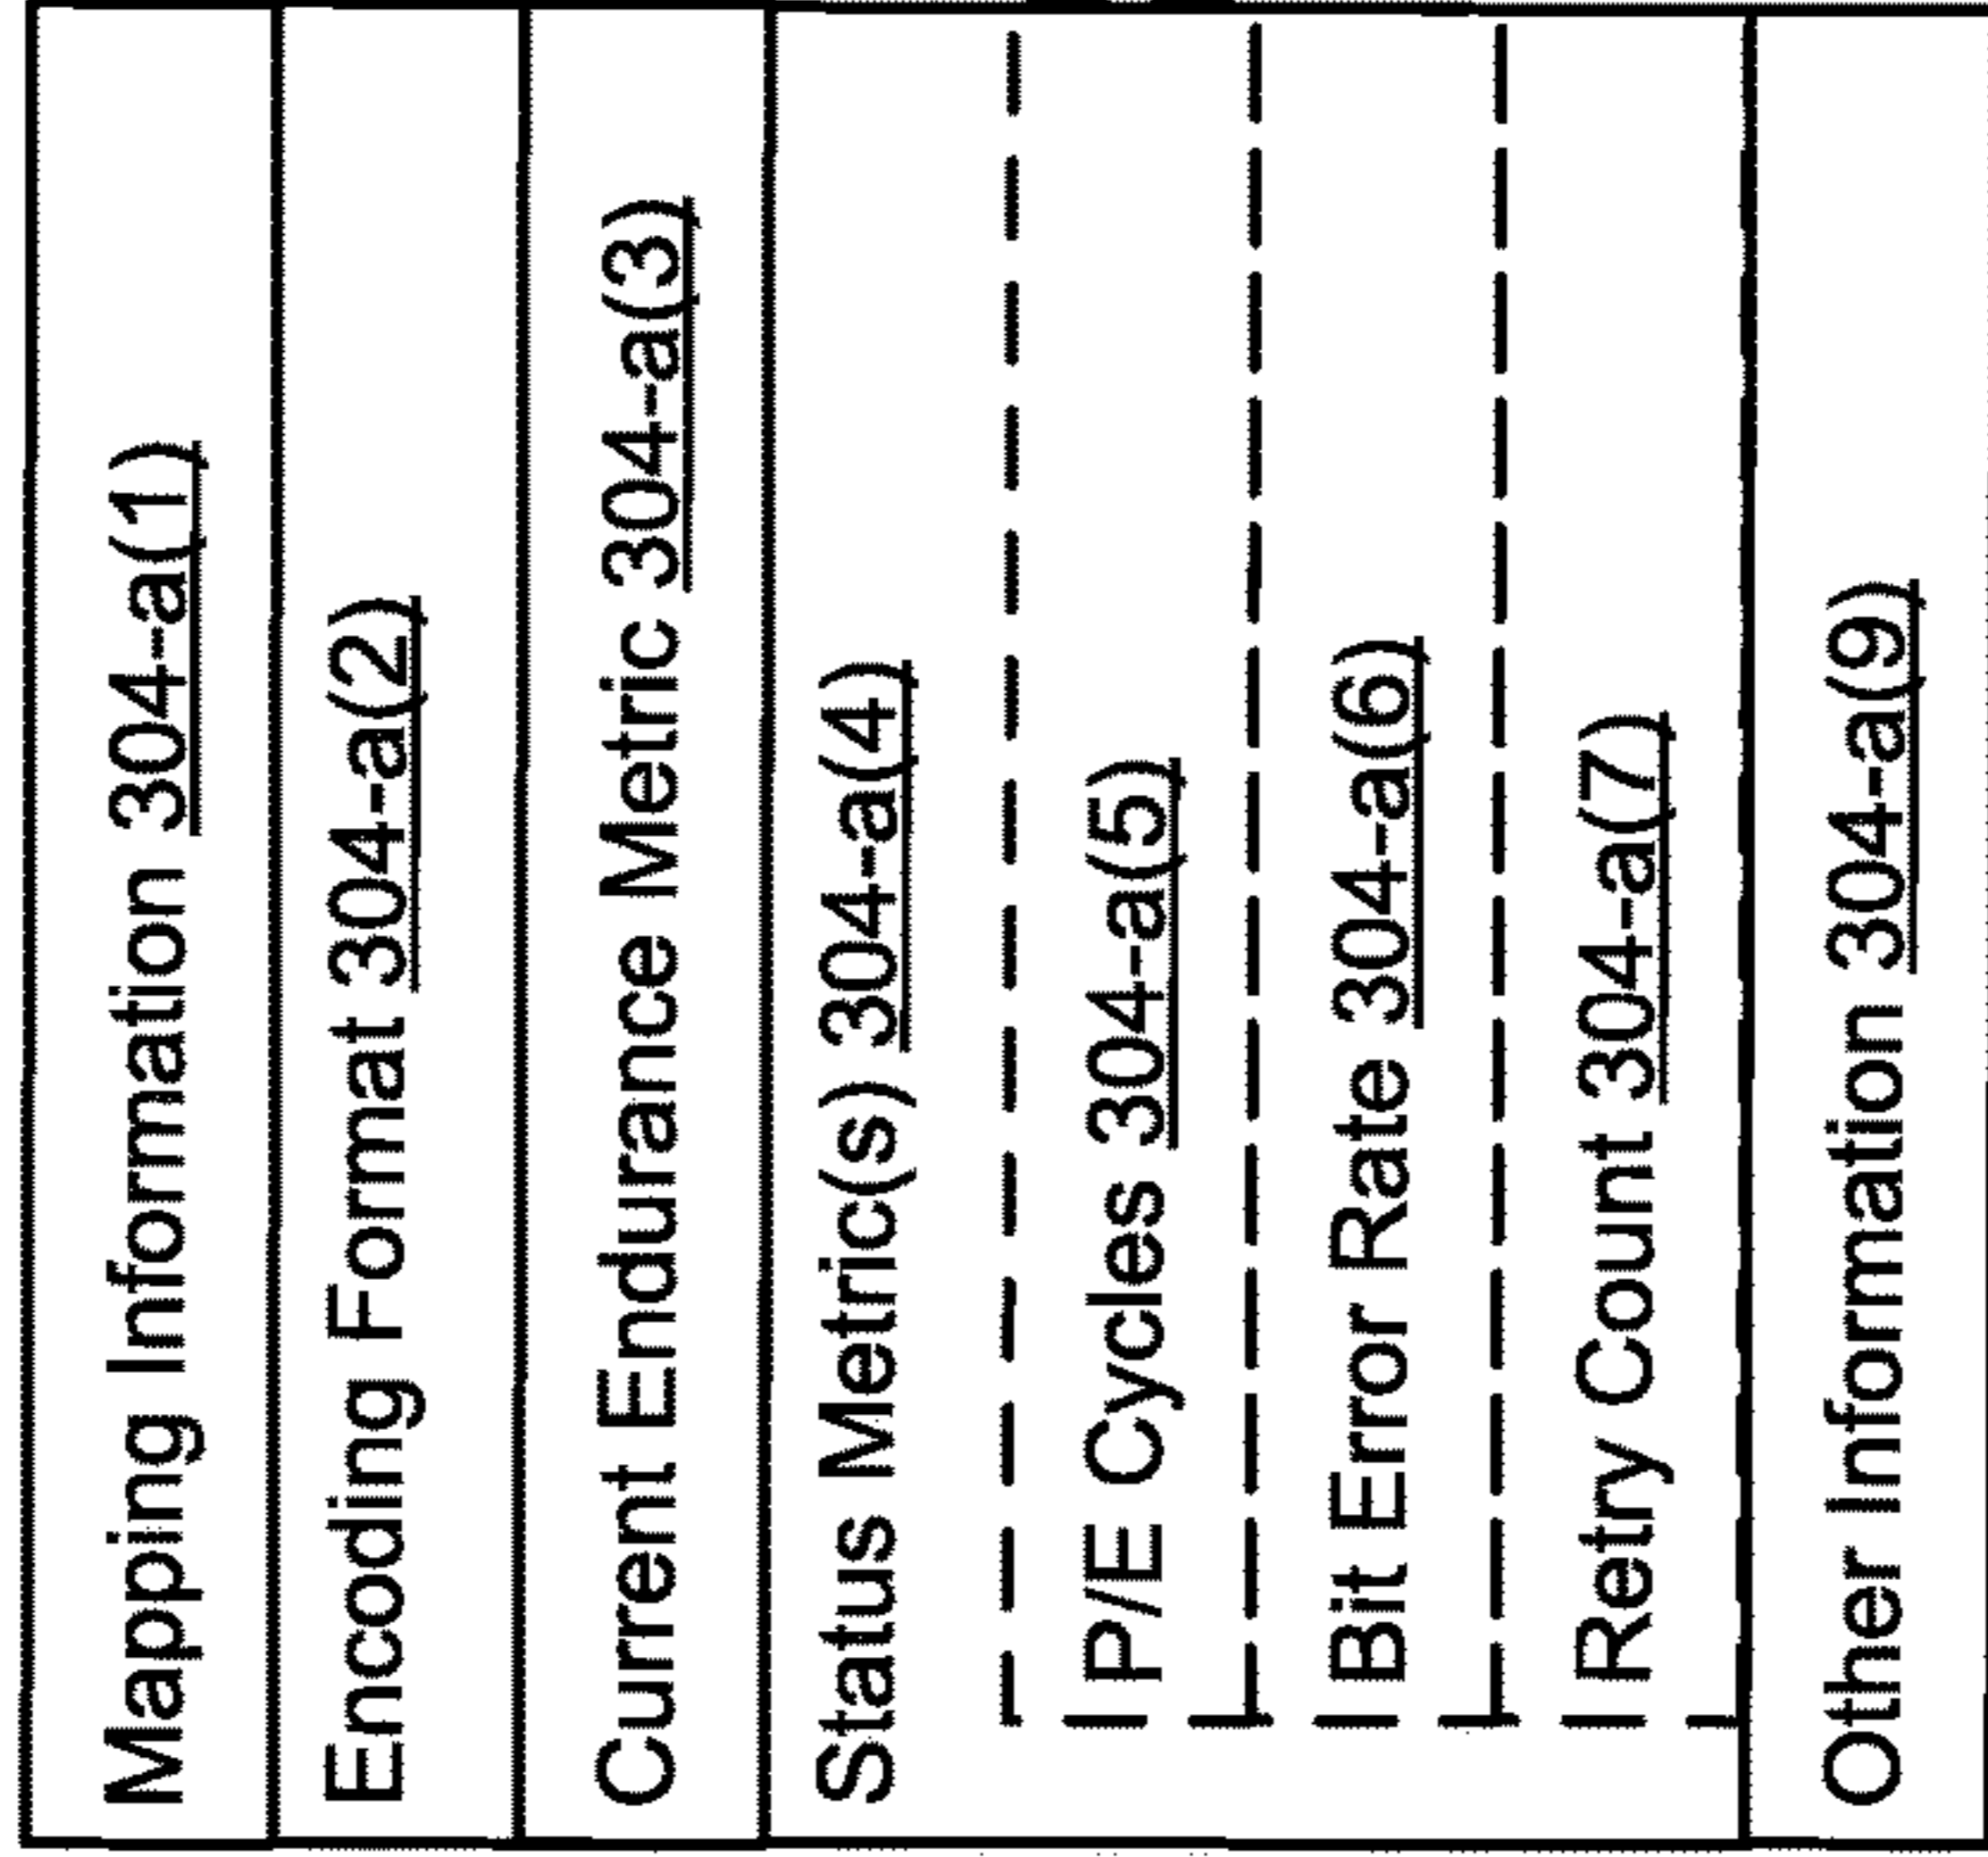 Mapping Information 304-a(1)
Encoding Format 304-a(2)
Current Endurance Metric 304-a(3)
Status Metric(s) 304-a(4)
P/E Cycles 304-a(5)
Bit Error Rate 304-a(6)
Retry Count 304-a(7)
Other Information 304-a(9)